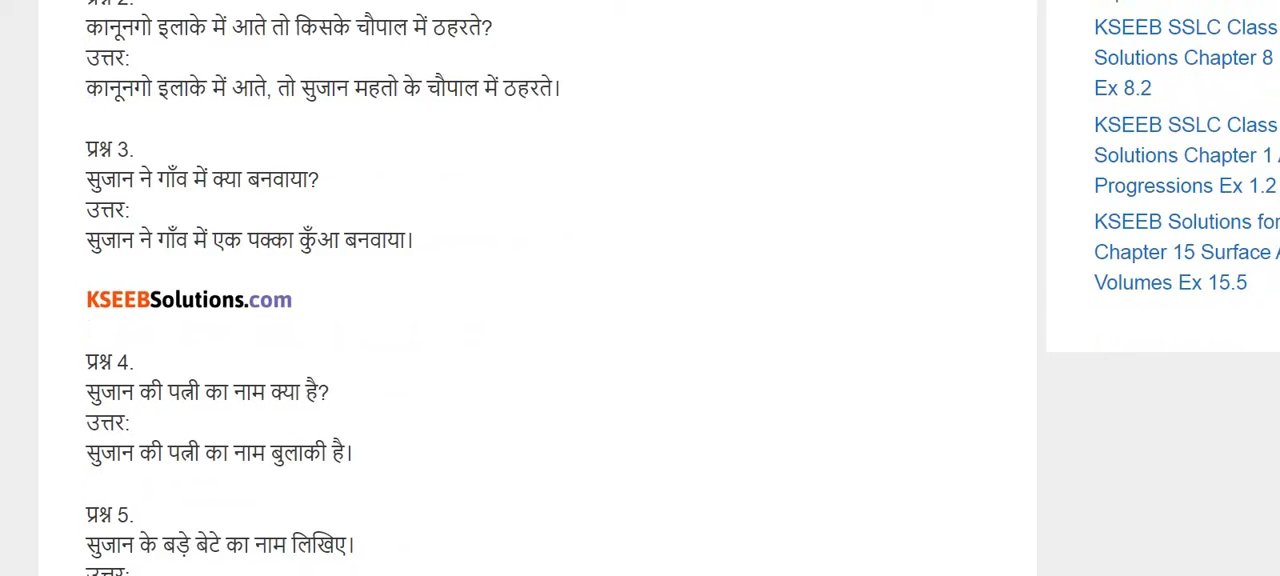 कानूनगो इलाके में आते तो किसके चौपाल में ठहरते?
उत्तर:
कानूनगो इलाके में आते, तो सुजान महतो के चौपाल में ठहरते।
प्रश्न 3.
सुजान ने गाँव में क्या बनवाया?
उत्तर:
सुजान ने गाँव में एक पक्का कुँआ बनवाया।
KSEEBSolutions.com
प्रश्न 4.
सुजान की पत्नी का नाम क्या है?
उत्तर:
सुजान की पत्नी का नाम बुलाकी है।
प्रश्न 5.
सुजान के बड़े बेटे का नाम लिखिए।
उत्तर:
KSEEB SSLC Class
Solutions Chapter 8
Ex 8.2
KSEEB SSLC Class
Solutions Chapter 1
Progressions Ex 1.2
KSEEB Solutions for
Chapter 15 Surface
Volumes Ex 15.5